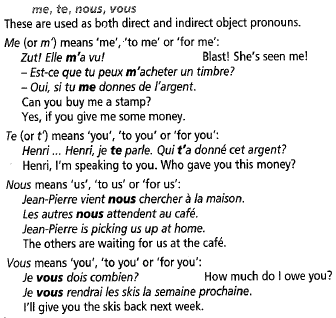 me, te, nous, vous
These are used as both direct and indirect object pronouns.
Me (or m') means 'me', 'to me' or 'for me':
Zut! Elle m'a vu! Blast! She's seen me!
– Est-ce que tu peux m'acheter un timbre?
– Oui, si tu me donnes de l'argent.
Can you buy me a stamp?
Yes, if you give me some money.
Te (or t') means 'you', 'to you' or 'for you':
Henri ... Henri, je te parle. Qui t'a donné cet argent?
Henri, I'm speaking to you. Who gave you this money?
Nous means 'us', 'to us' or 'for us':
Jean-Pierre vient nous chercher à la maison.
Les autres nous attendent au café.
Jean-Pierre is picking us up at home.
The others are waiting for us at the café.
Vous means 'you', 'to you' or 'for you':
Je vous dois combien? How much do I owe you?
Je vous rendrai les skis la semaine prochaine.
I'll give you the skis back next week.